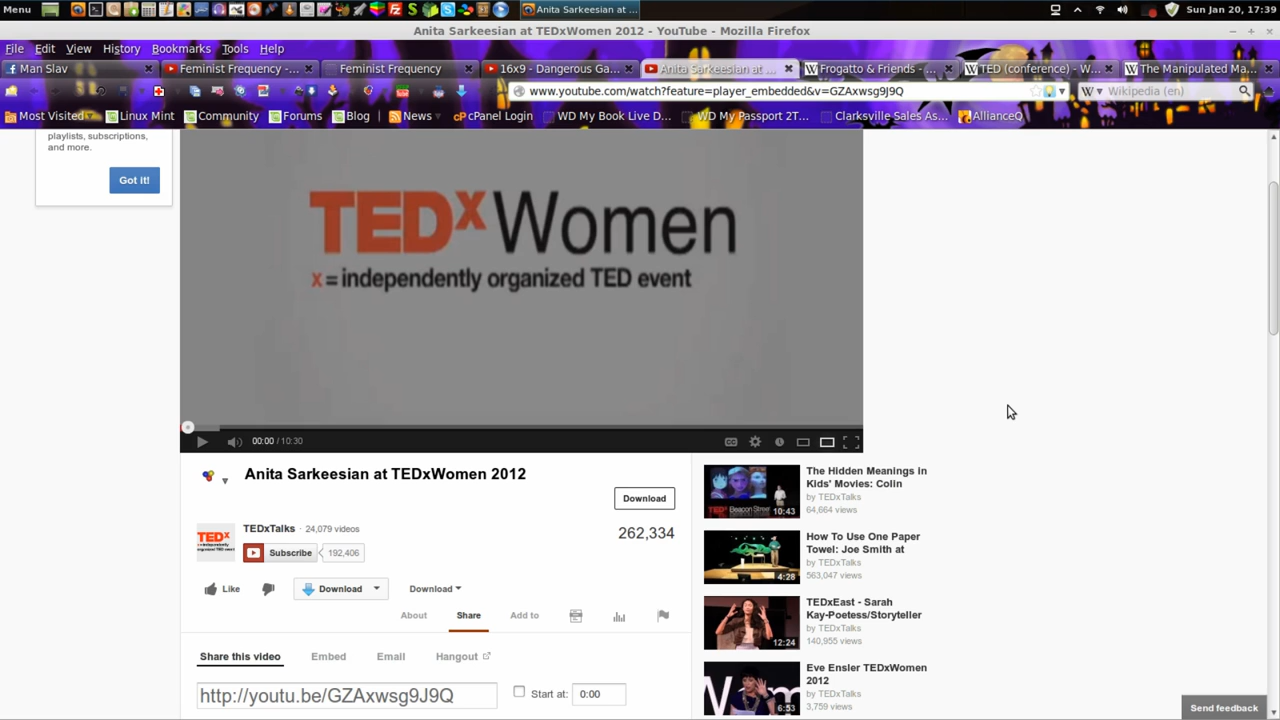 Menu
Anita Sarkeesian at ...
Sun Jan 20, 17:39
Anita Sarkeesian at TEDxWomen 2012 - YouTube - Mozilla Firefox
File Edit View History Bookmarks Tools Help
Man Slav
Feminist Frequency -...
Feminist Frequency
16x9 - Dangerous Ga...
Anita Sarkeesian at ...
Frogatto & Friends - ...
TED (conference) - W...
The Manipulated Ma...
www.youtube.com/watch?feature=player_embedded&v=GZAxwsg9J9Q
Wikipedia (en)
Most Visited
Linux Mint
Community
Forums
Blog
News
cPanel Login
WD My Book Live D...
WD My Passport 2T...
Clarksville Sales As...
AllianceQ
playlists, subscriptions,
and more.
Got it!
TEDxWomen
x = independently organized TED event
00:00 / 10:30
Anita Sarkeesian at TEDxWomen 2012
Download
TEDxTalks · 24,079 videos
Subscribe 192,406
262,334
Like
Download
Download
About Share Add to
Share this video Embed Email Hangout
http://youtu.be/GZAxwsg9J9Q
Start at: 0:00
10:43
The Hidden Meanings in
Kids' Movies: Colin
by TEDxTalks
64,664 views
4:28
How To Use One Paper
Towel: Joe Smith at
by TEDxTalks
563,047 views
12:24
TEDxEast - Sarah
Kay-Poetess/Storyteller
by TEDxTalks
140,955 views
6:53
Eve Ensler TEDxWomen
2012
by TEDxTalks
3,759 views
Send feedback